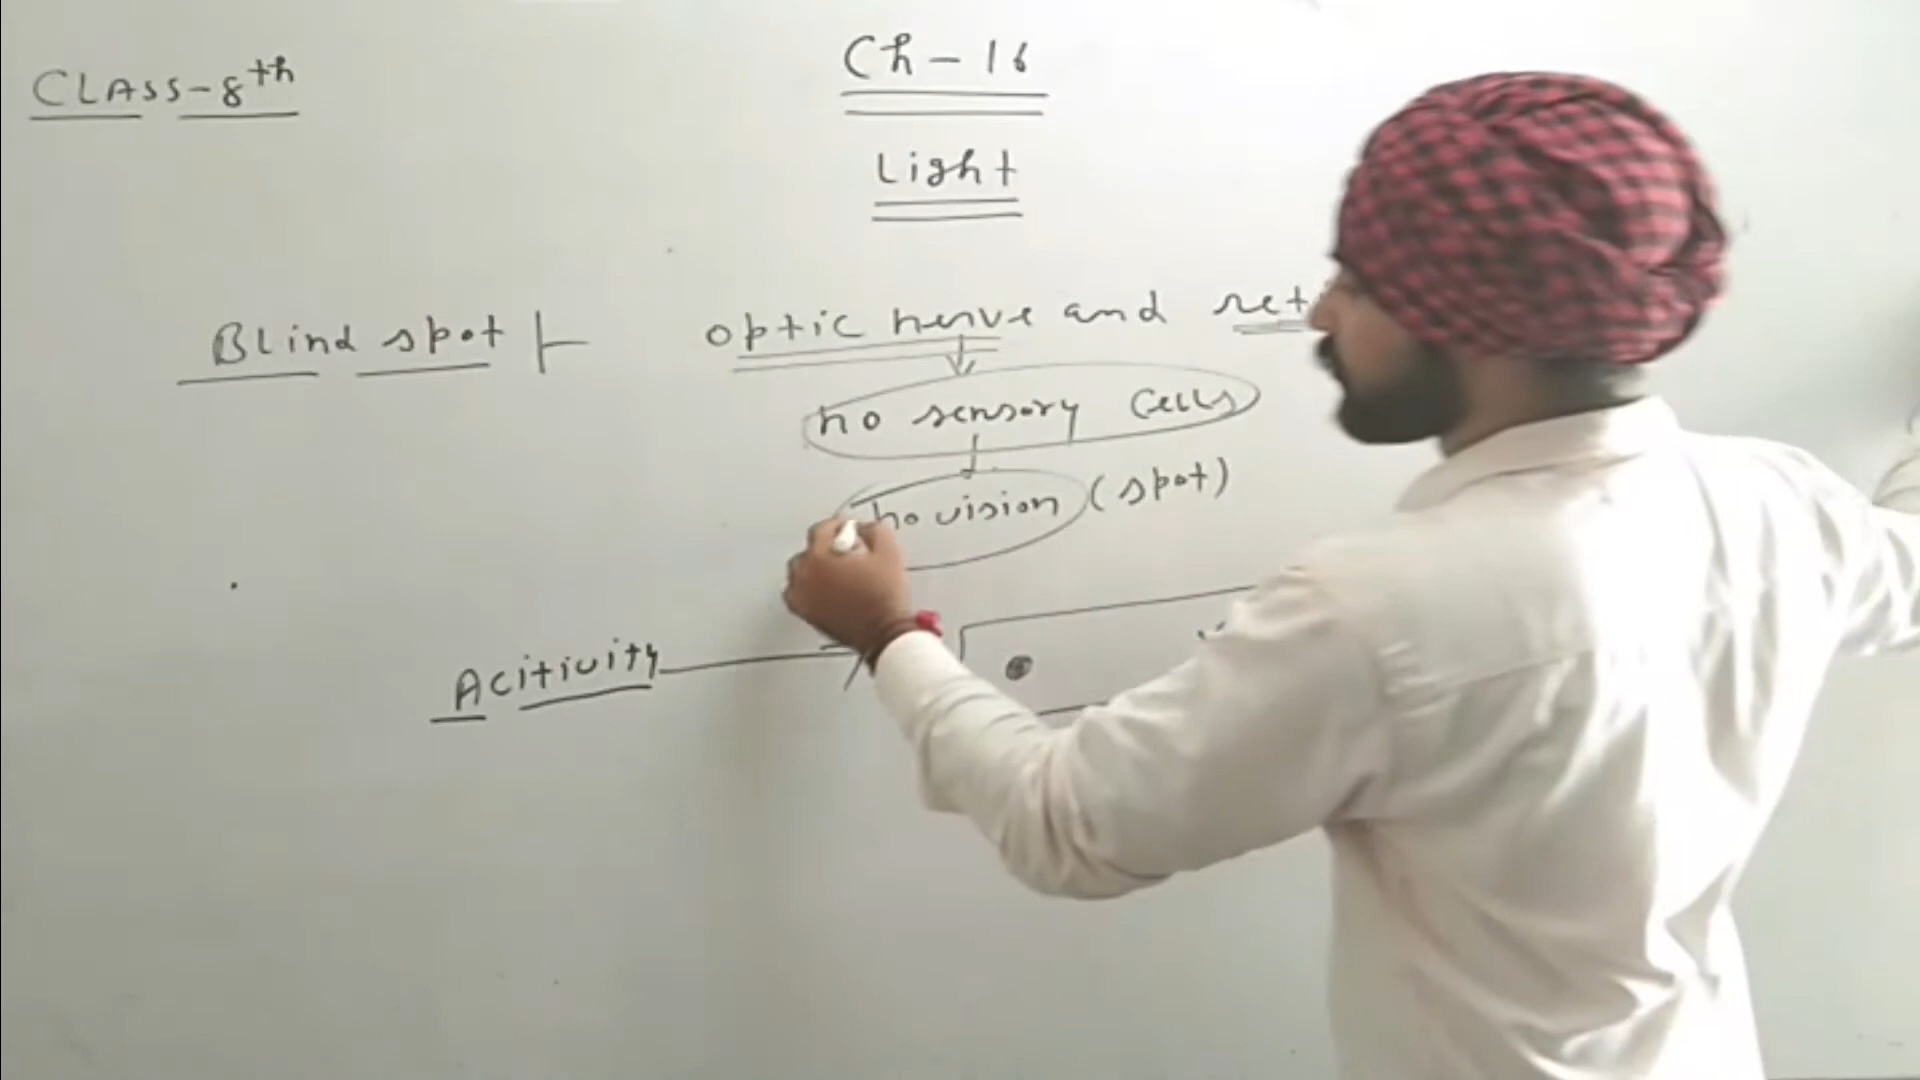 CLASS-8th
Ch-16
Light
Blind spot optic nerve and
no sensory cells
no vision (spot)
Acitivity